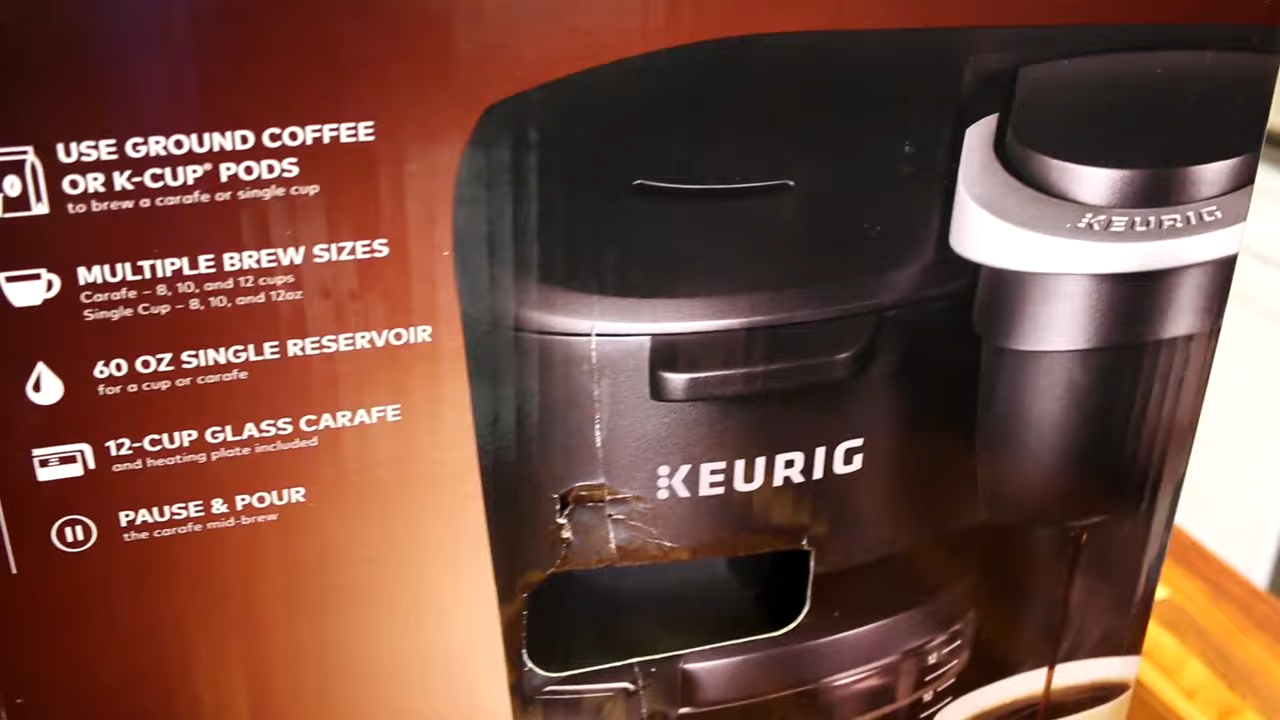 USE GROUND COFFEE
OR K-CUP® PODS
to brew a carafe or single cup
MULTIPLE BREW SIZES
Carafe – 8, 10, and 12 cups
Single Cup – 8, 10, and 12oz
60 OZ SINGLE RESERVOIR
for a cup or carafe
12-CUP GLASS CARAFE
and heating plate included
PAUSE & POUR
the carafe mid-brew
KEURIG
KEURIG
12
10